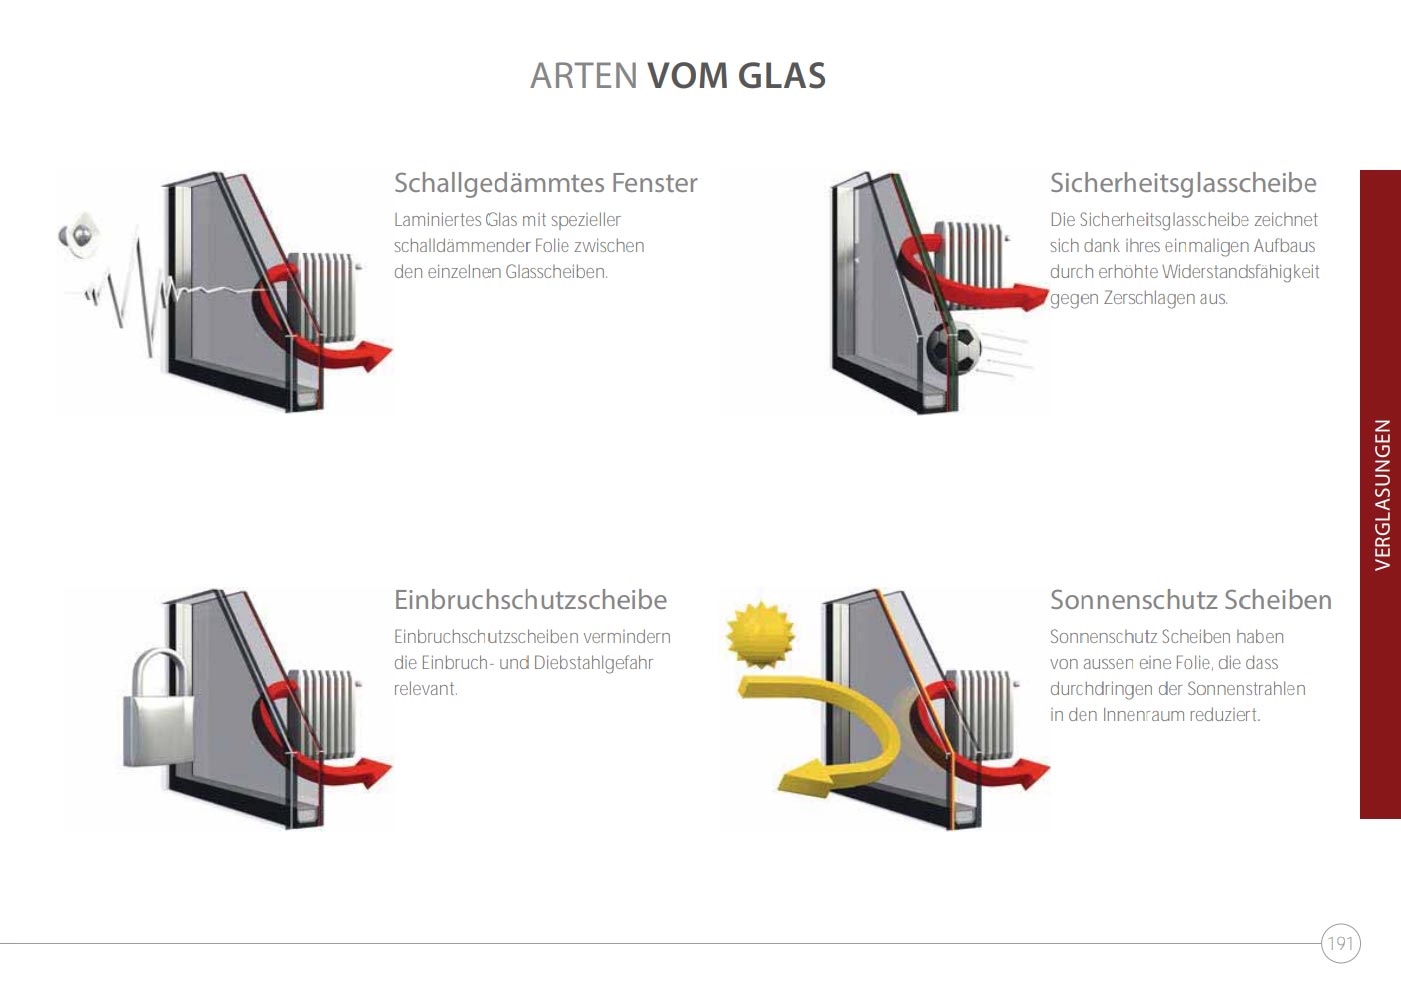 ARTEN VOM GLAS
Schallgedämmtes Fenster
Laminiertes Glas mit spezieller
schalldämmender Folie zwischen
den einzelnen Glasscheiben.
Sicherheitsglasscheibe
Die Sicherheitsglasscheibe zeichnet
sich dank ihres einmaligen Aufbaus
durch erhöhte Widerstandsfähigkeit
gegen Zerschlagen aus.
Einbruchschutzscheibe
Einbruchschutzscheiben vermindern
die Einbruch- und Diebstahlgefahr
relevant.
Sonnenschutz Scheiben
Sonnenschutz Scheiben haben
von aussen eine Folie, die dass
durchdringen der Sonnenstrahlen
in den Innenraum reduziert.
VERGLASUNGEN
191